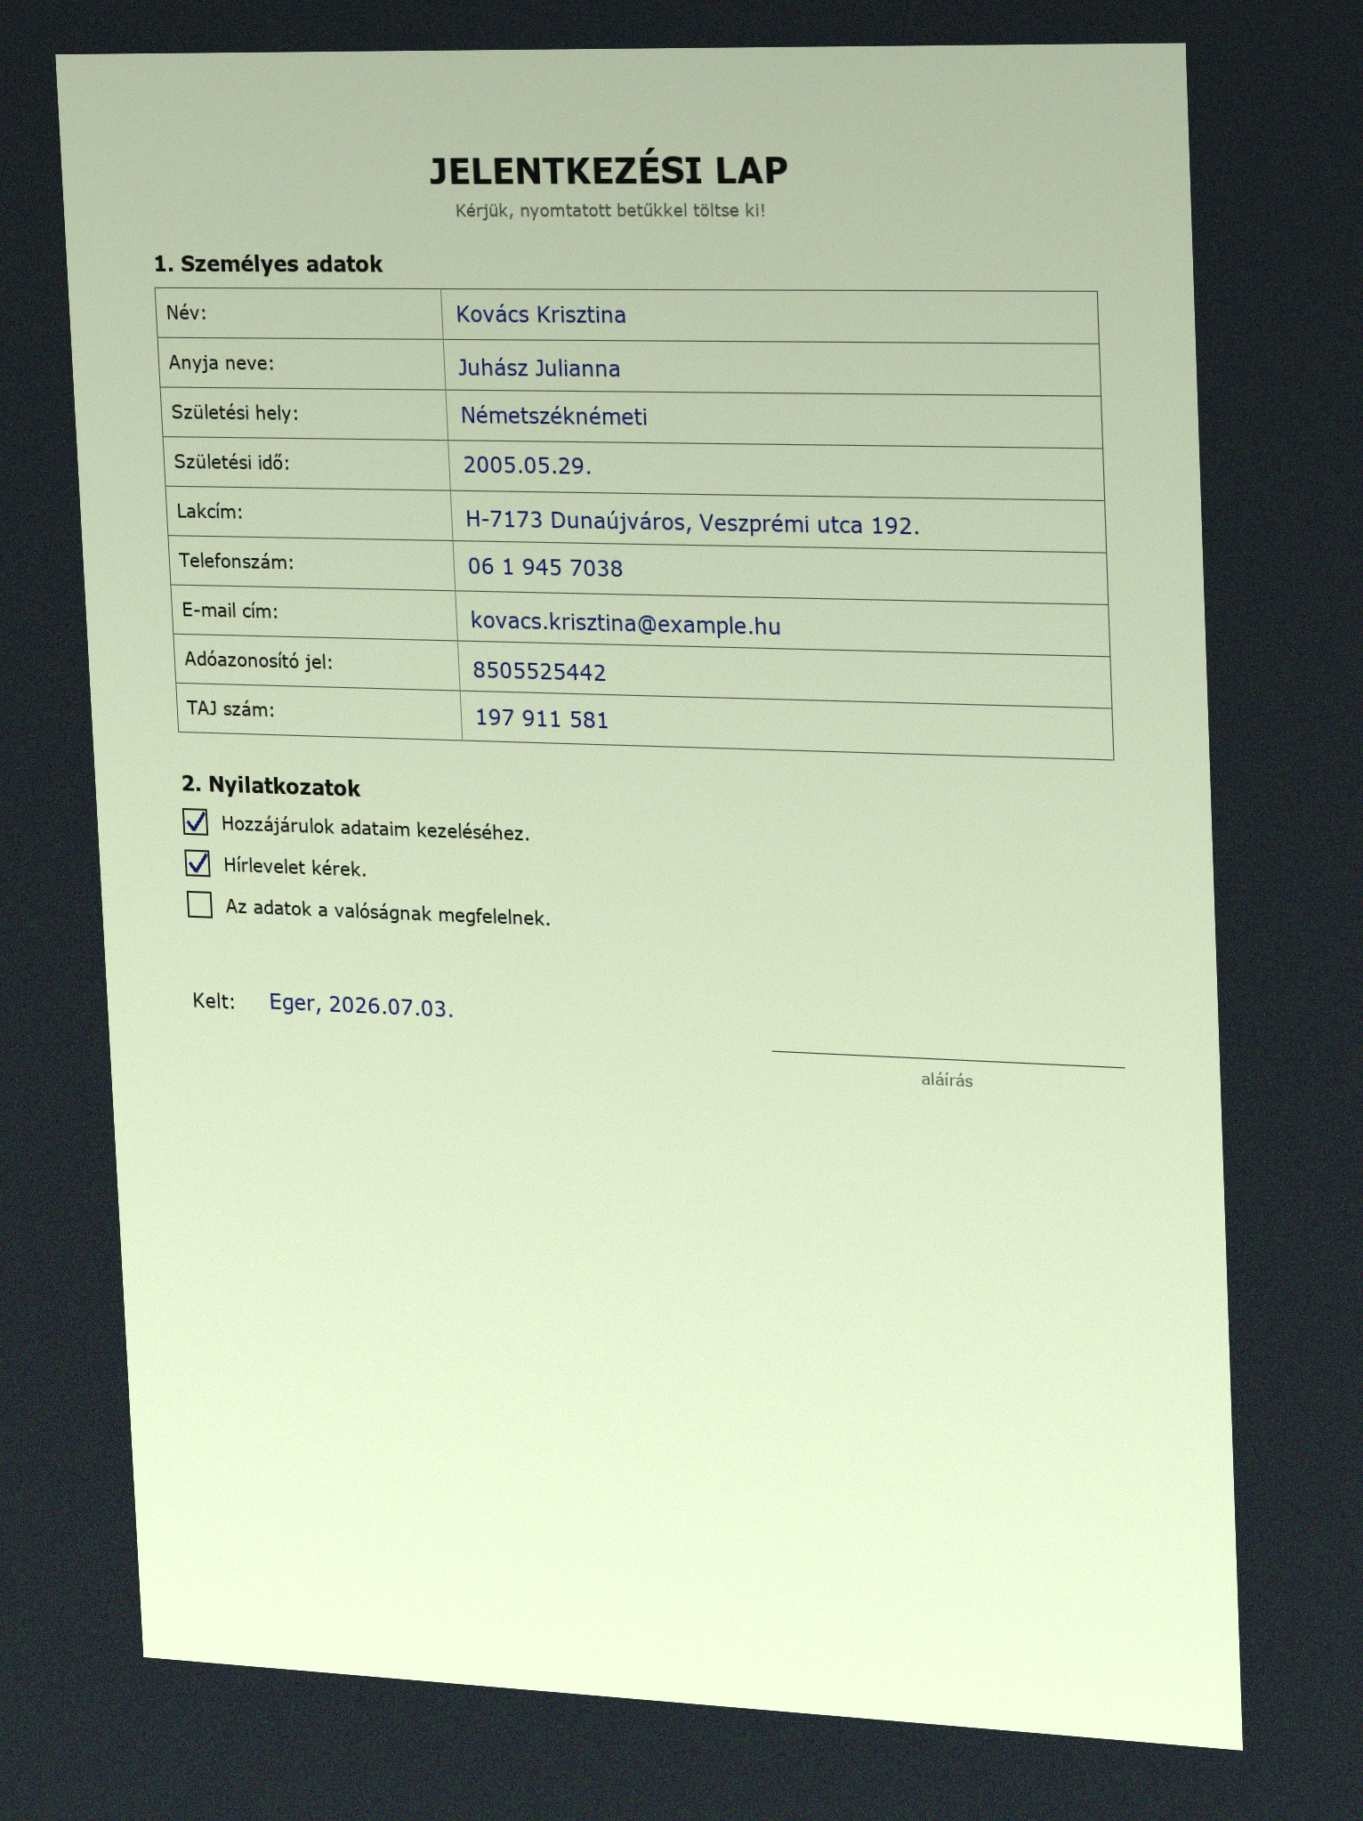 JELENTKEZÉSI LAP
Kérjük, nyomtatott betűkkel töltse ki!
1. Személyes adatok
Név: Kovács Krisztina
Anyja neve: Juhász Julianna
Születési hely: Németszéknémeti
Születési idő: 2005.05.29.
Lakcím: H-7173 Dunaújváros, Veszprémi utca 192.
Telefonszám: 06 1 945 7038
E-mail cím: kovacs.krisztina@example.hu
Adóazonosító jel: 8505525442
TAJ szám: 197 911 581
2. Nyilatkozatok
Hozzájárulok adataim kezeléséhez.
Hírlevelet kérek.
Az adatok a valóságnak megfelelnek.
Kelt: Eger, 2026.07.03.
aláírás